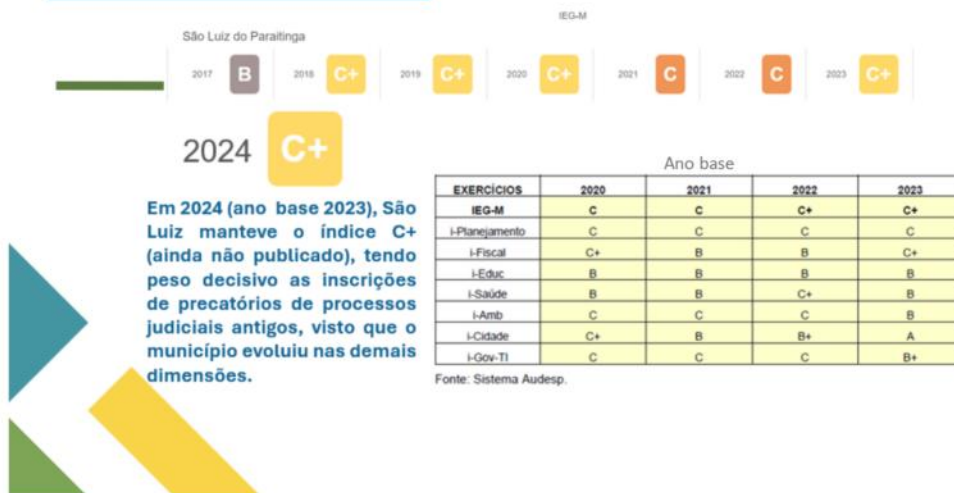 IEG-M
São Luiz do Paraitinga
2017 B 2018 C+ 2019 C+ 2020 C+ 2021 C 2022 C 2023 C+
2024 C+
Em 2024 (ano base 2023), São
Luiz manteve o índice C+
(ainda não publicado), tendo
peso decisivo as inscrições
de precatórios de processos
judiciais antigos, visto que o
município evoluiu nas demais
dimensões.
Ano base
EXERCÍCIOS 2020 2021 2022 2023
IEG-M C C C+ C+
i-Planejamento C C C C
i-Fiscal C+ B B C+
i-Educ B B B B
i-Saúde B B C+ B
i-Amb C C C B
i-Cidade C+ B B+ A
i-Gov-TI C C C B+
Fonte: Sistema Audesp.